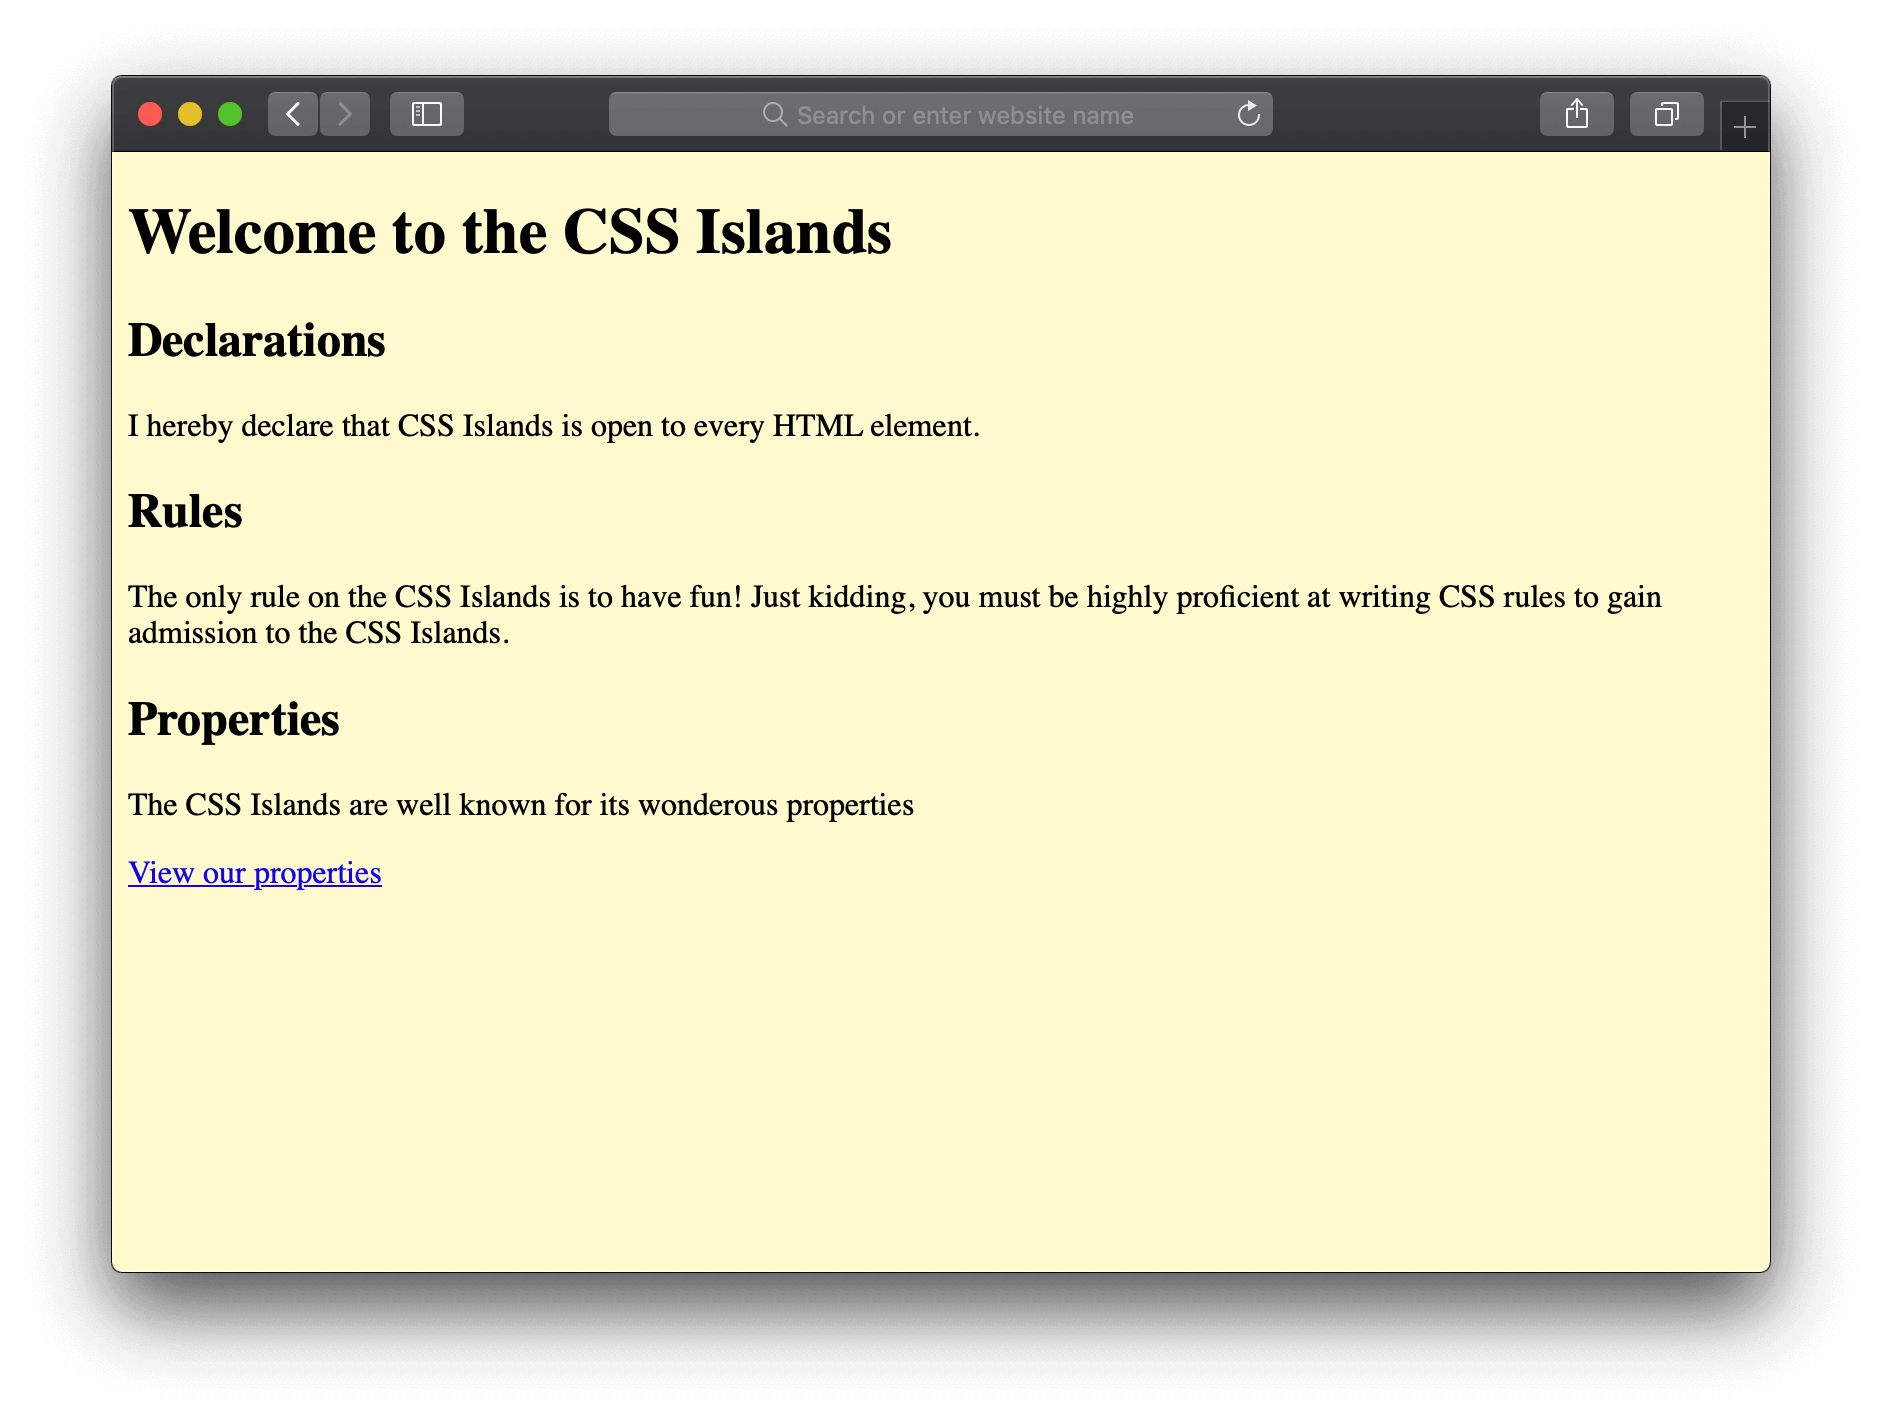 Search or enter website name
Welcome to the CSS Islands
Declarations
I hereby declare that CSS Islands is open to every HTML element.
Rules
The only rule on the CSS Islands is to have fun! Just kidding, you must be highly proficient at writing CSS rules to gain
admission to the CSS Islands.
Properties
The CSS Islands are well known for its wonderous properties
View our properties